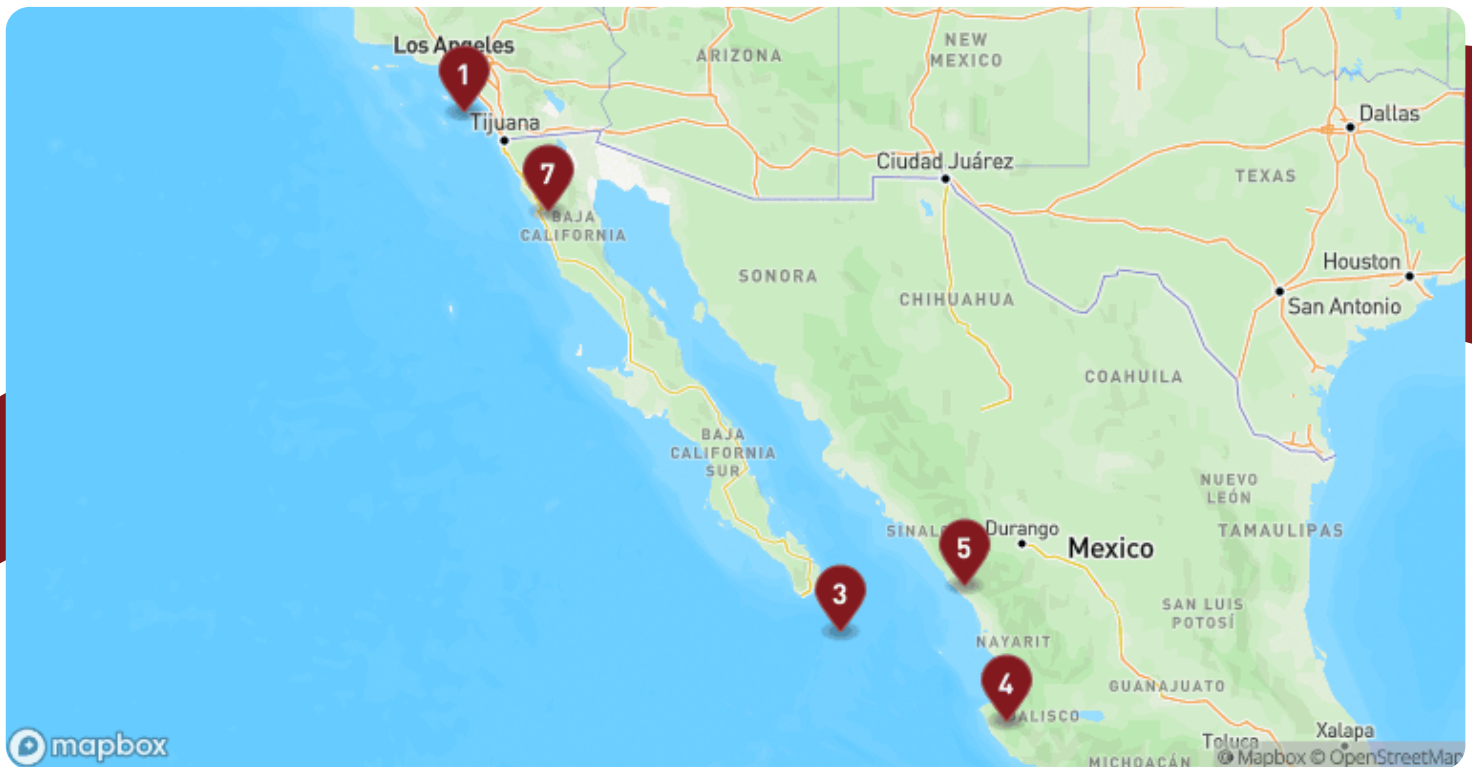 Los Angeles
ARIZONA
NEW
MEXICO
1
Dallas
Tijuana
Ciudad Juárez
7
TEXAS
BAJA
CALIFORNIA
Houston
SONORA
CHIHUAHUA
San Antonio
COAHUILA
BAJA
CALIFORNIA
SUR
NUEVO
LEÓN
SINAL
Durango
TAMAULIPAS
5
Mexico
3
SAN LUIS
POTOSÍ
NAYARIT
4
GUANAJUATO
JALISCO
Xalapa
Toluca
mapbox
© Mapbox © OpenStreetMap
MICHOACÁN